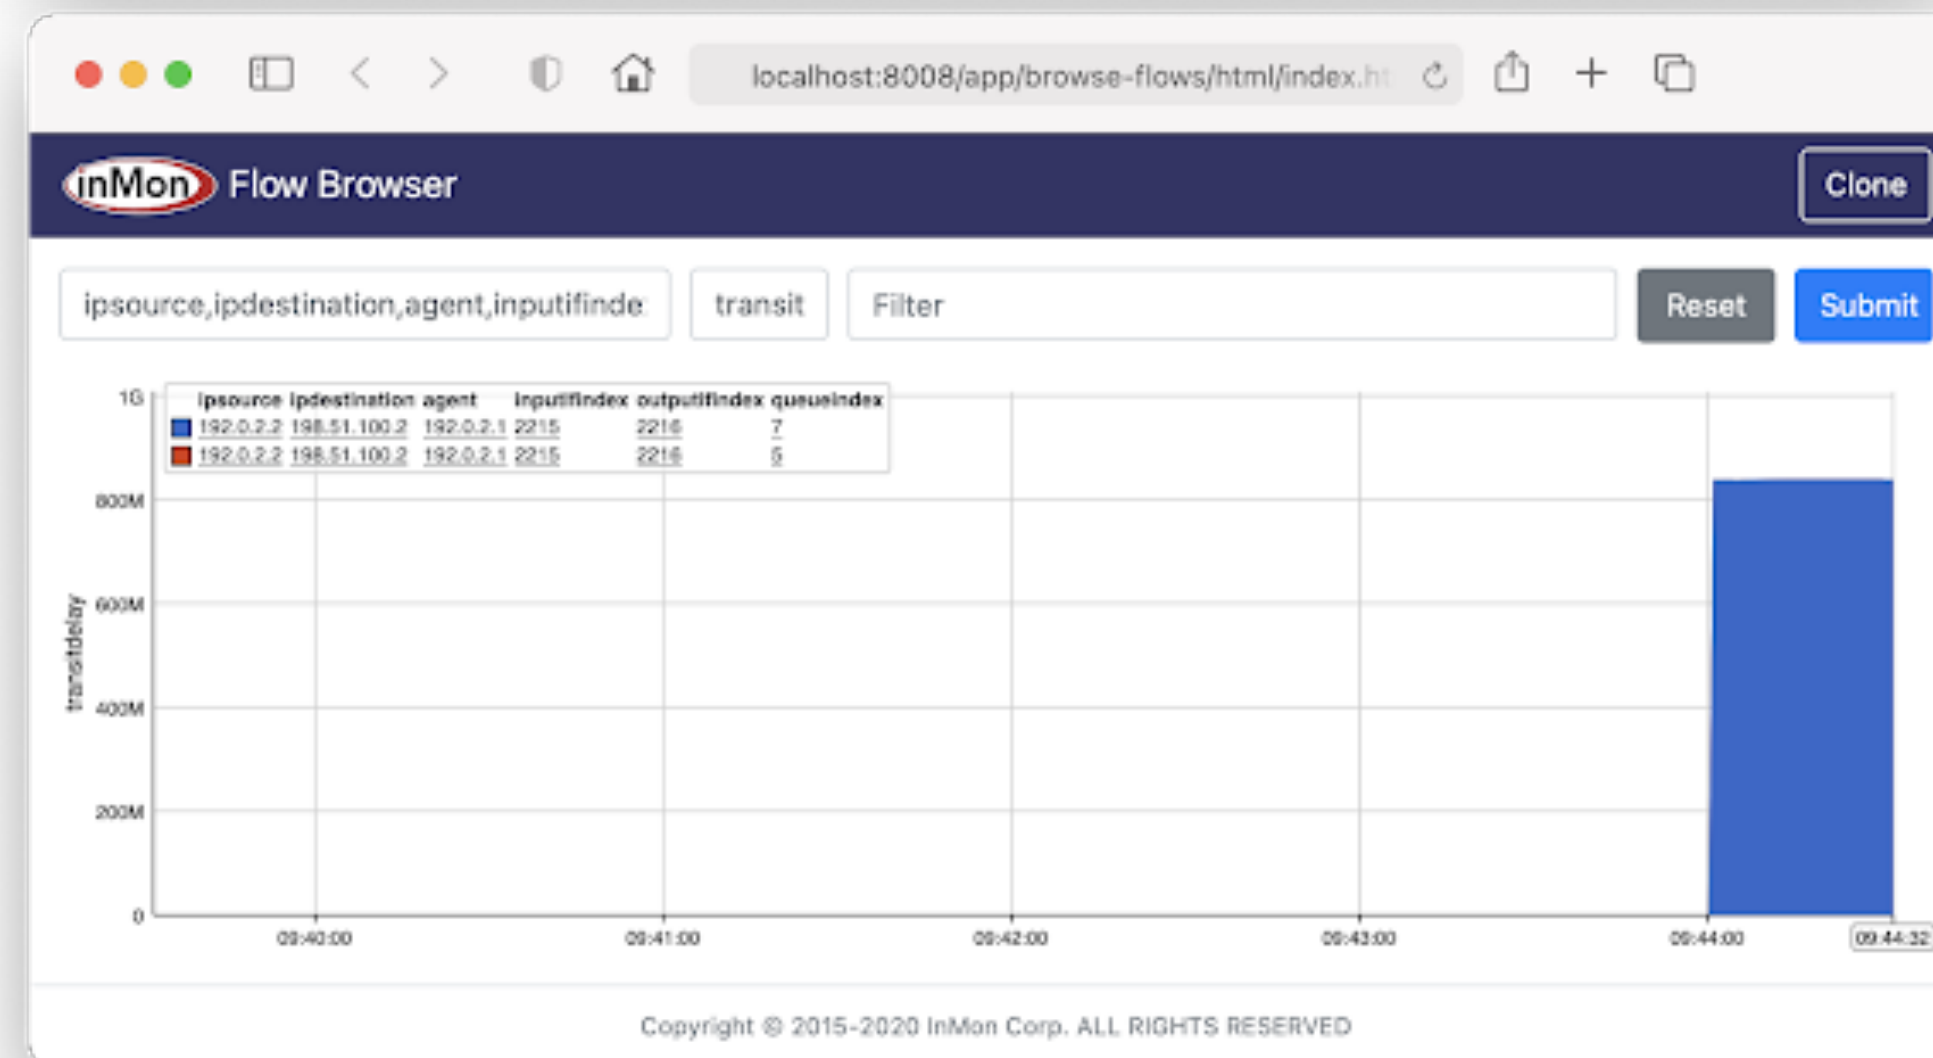 localhost:8008/app/browse-flows/html/index.ht
inMon Flow Browser
Clone
ipsource,ipdestination,agent,inputifinde
transit
Filter
Reset
Submit
ipsource ipdestination agent inputifindex outputifindex queueindex
192.0.2.2 198.51.100.2 192.0.2.1 2215 2216 7
192.0.2.2 198.51.100.2 192.0.2.1 2215 2216 5
1G
800M
600M
400M
200M
0
transitdelay
09:40:00 09:41:00 09:42:00 09:43:00 09:44:00 09:44:32
Copyright © 2015-2020 InMon Corp. ALL RIGHTS RESERVED